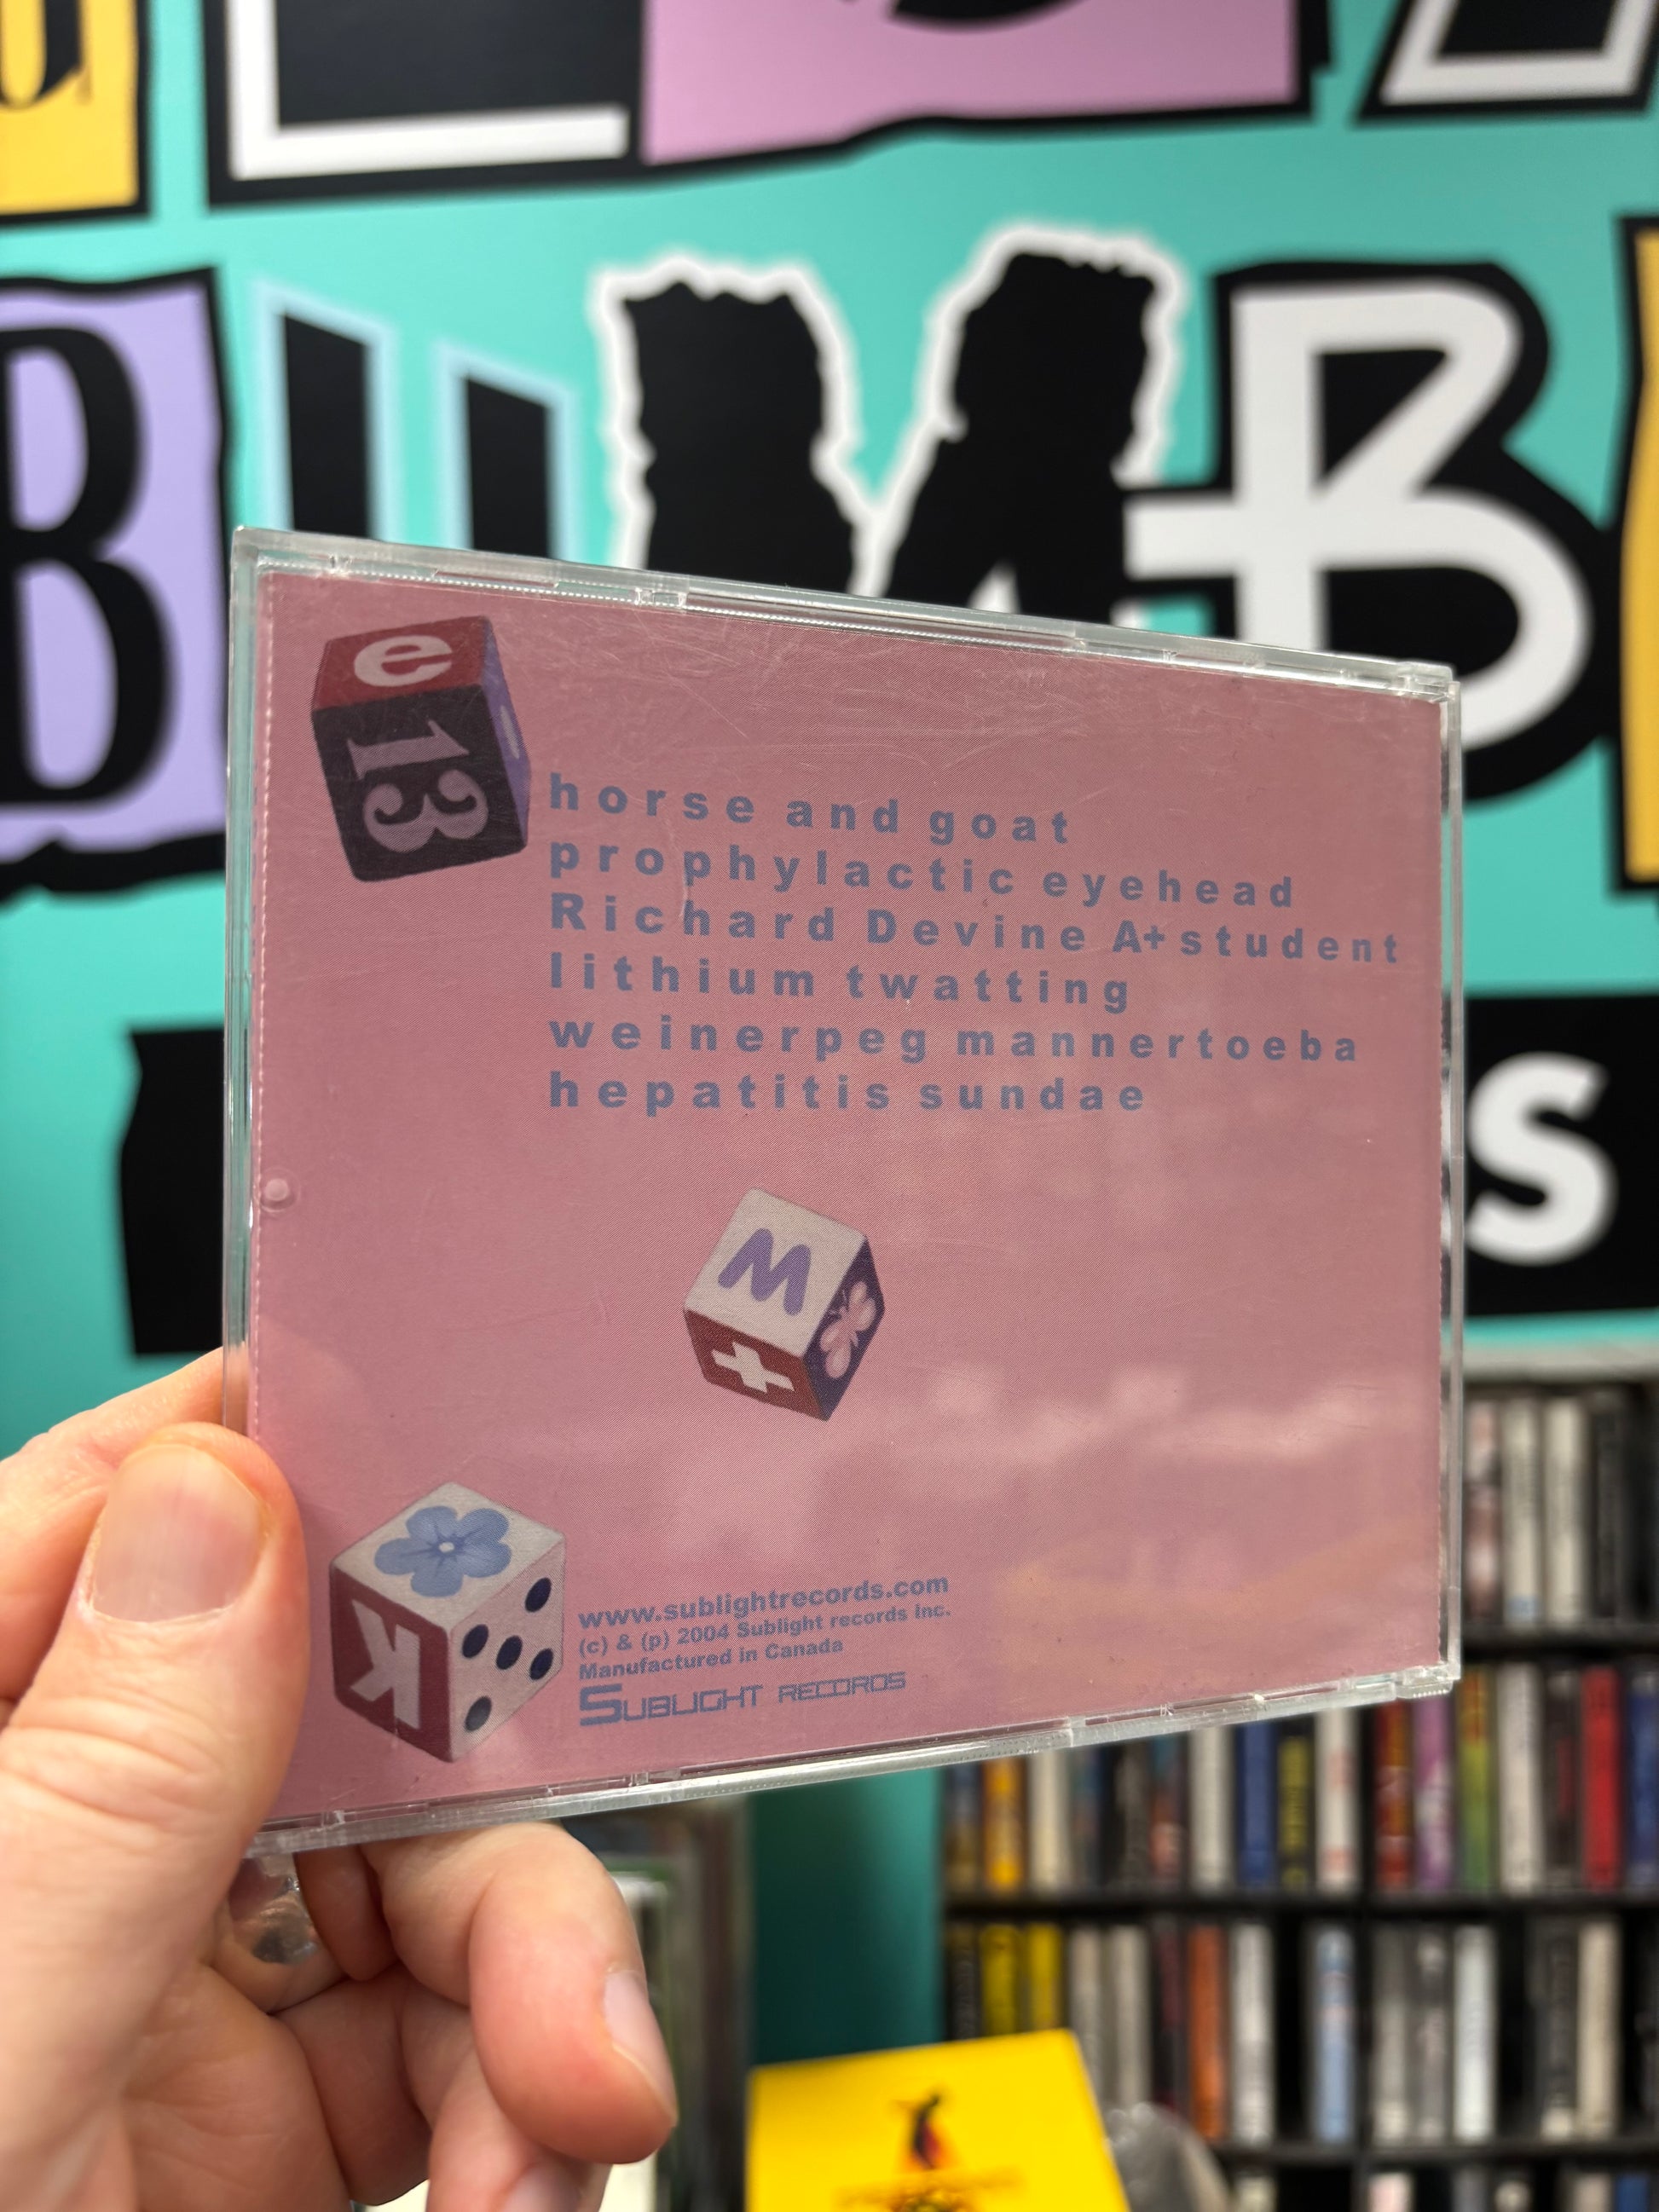 e
13
horse and goat
prophylactic eyehead
Richard Devine A+student
lithium twatting
weinerpeg mannertoeba
hepatitis sundae
M
+
K
www.sublightrecords.com
(c) & (p) 2004 Sublight records Inc.
Manufactured in Canada
SUBLIGHT RECORDS